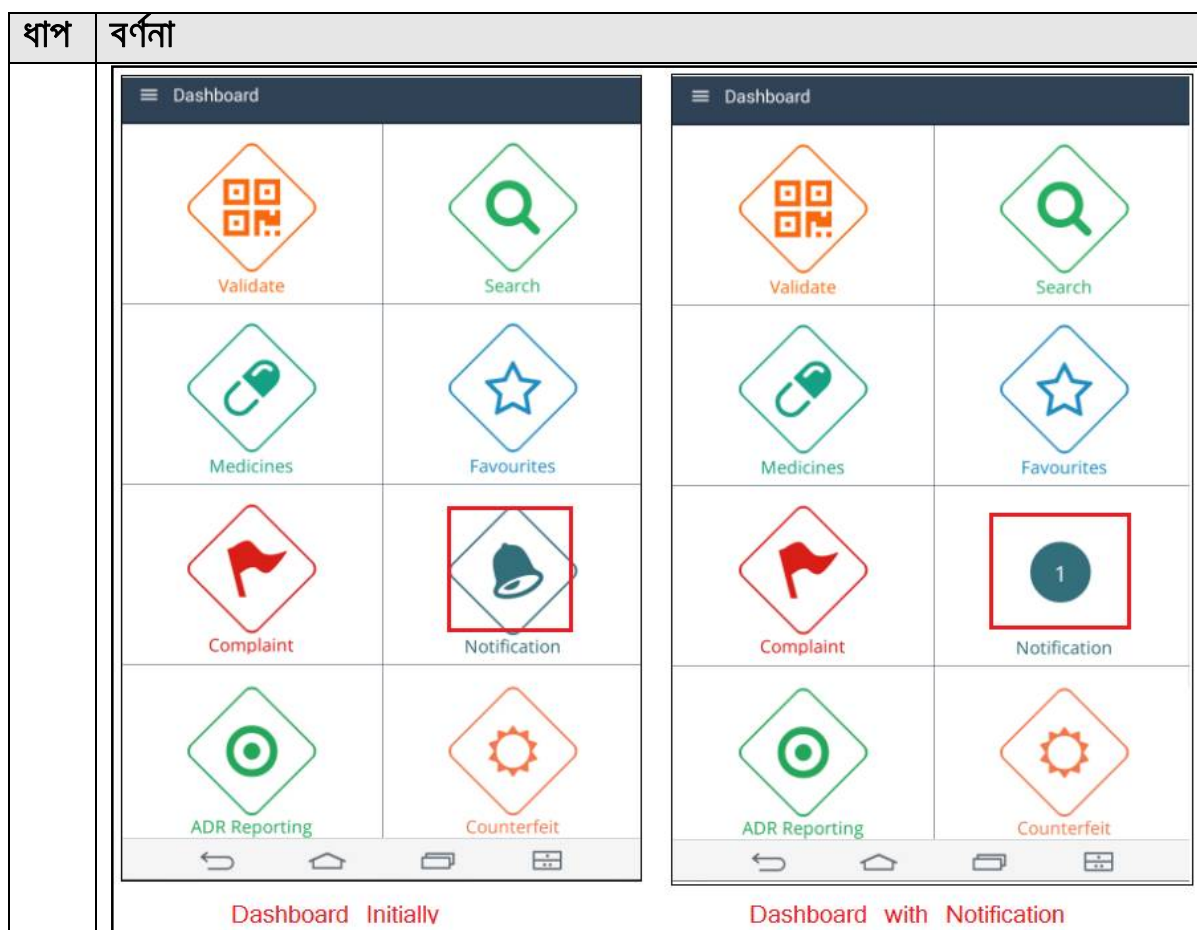 ধাপ বর্ণনা
Dashboard
Validate Search
Medicines Favourites
Complaint Notification
ADR Reporting Counterfeit
Dashboard Initially
Dashboard
Validate Search
Medicines Favourites
1
Complaint Notification
ADR Reporting Counterfeit
Dashboard with Notification